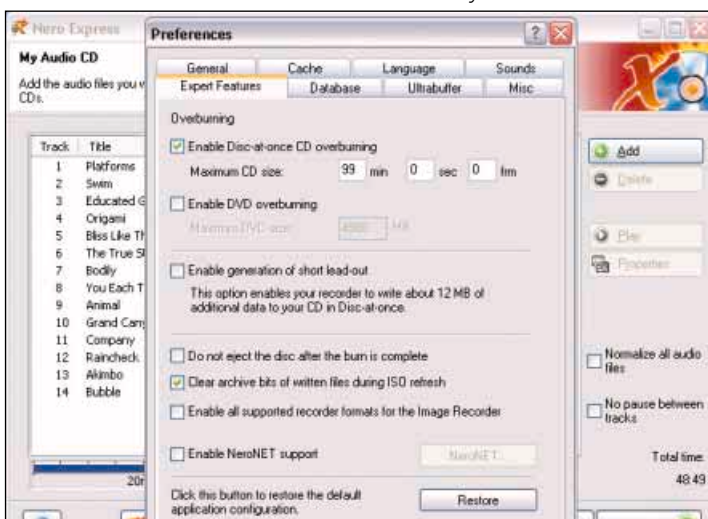 Nero Express
Preferences
My Audio CD
Add the audio files you
CDs.
General Cache Language Sounds
Expert Features Database Ultrabuffer Misc
Overburning
Enable Disc-at-once CD overburning
Maximum CD size: 99 min 0 sec 0 frm
Enable DVD overburning
Maximum DVD size: MB
Enable generation of short lead-out
This option enables your recorder to write about 12 MB of
additional data to your CD in Disc-at-once.
Do not eject the disc after the burn is complete
Clear archive bits of written files during ISO refresh
Enable all supported recorder formats for the Image Recorder
Enable NeroNET support NeroNET
Click this button to restore the default
application configuration.
Restore
Track Title
1 Platforms
2 Swim
3 Educated G
4 Origami
5 Bliss Like Th
6 The True S
7 Bodily
8 You Each T
9 Animal
10 Grand Cany
11 Company
12 Raincheck
13 Akimbo
14 Bubble
Add
Delete
Play
Properties
Normalize all audio
files
No pause between
tracks
Total time:
48:49